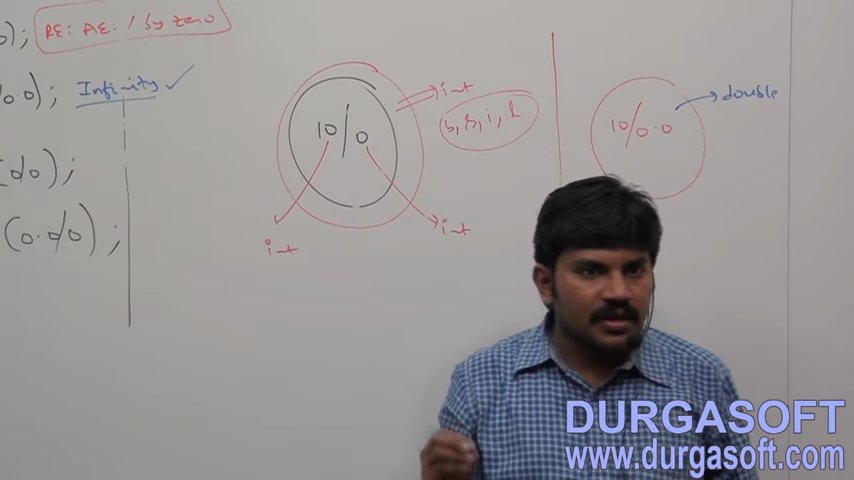 0);
RE: AE: / by zero
/0.0); Infinity ✓
(0/0);
(0.0/0);
10/0
int
b, s, i, l
int
int
10/0.0
double
DURGASOFT
www.durgasoft.com